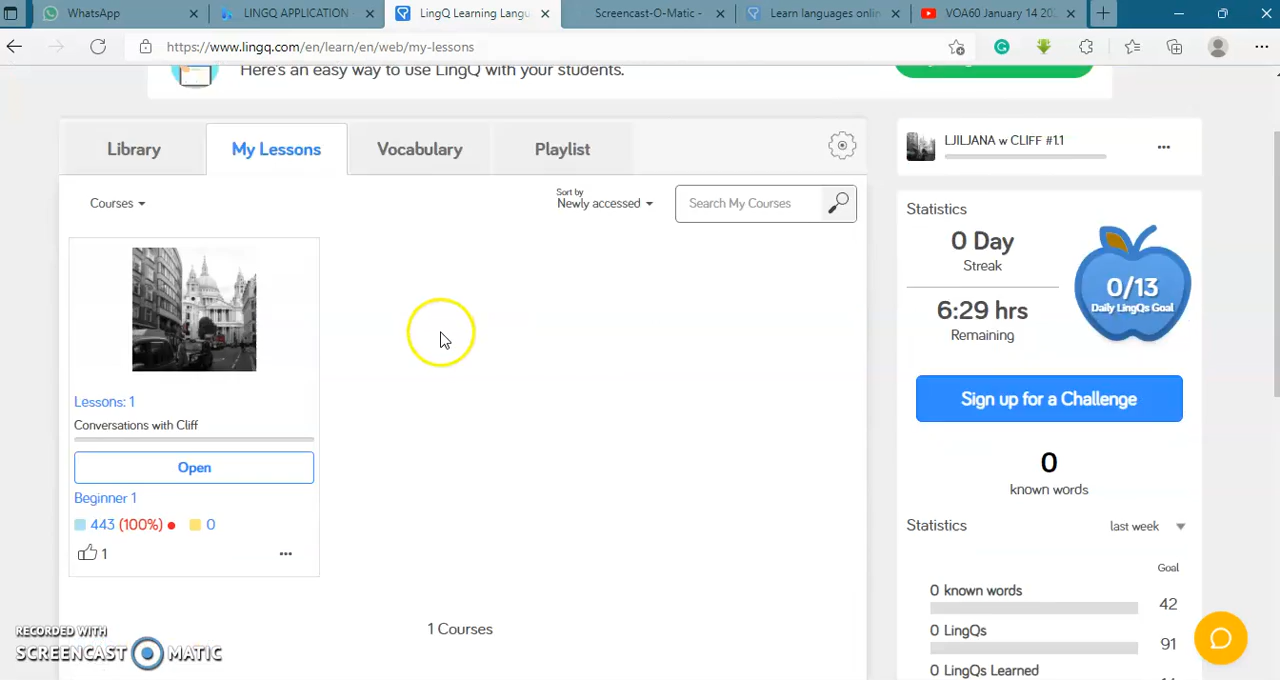 WhatsApp
LINGQ APPLICATION -
LingQ Learning Langu
Screencast-O-Matic -
Learn languages onlin
VOA60 January 14 202
https://www.lingq.com/en/learn/en/web/my-lessons
Here's an easy way to use LingQ with your students.
Library
My Lessons
Vocabulary
Playlist
LJILJANA w CLIFF #1.1
Courses
Sort by
Newly accessed
Search My Courses
Statistics
0 Day
Streak
0/13
Daily LingQs Goal
6:29 hrs
Remaining
Lessons: 1
Conversations with Cliff
Open
Beginner 1
443 (100%)
0
1
Sign up for a Challenge
0
known words
Statistics
last week
Goal
0 known words
42
0 LingQs
91
0 LingQs Learned
1 Courses
RECORDED WITH
SCREENCAST MATIC